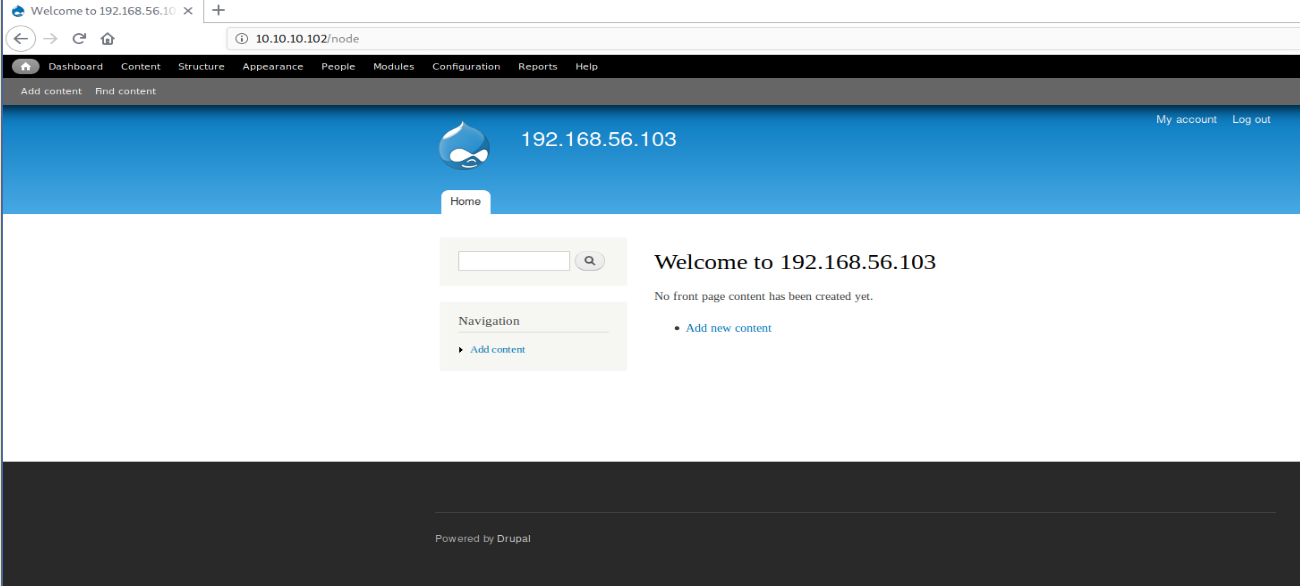 Welcome to 192.168.56.10
10.10.10.102/node
Dashboard Content Structure Appearance People Modules Configuration Reports Help
Add content Find content
My account Log out
192.168.56.103
Home
Welcome to 192.168.56.103
No front page content has been created yet.
Add new content
Navigation
Add content
Powered by Drupal